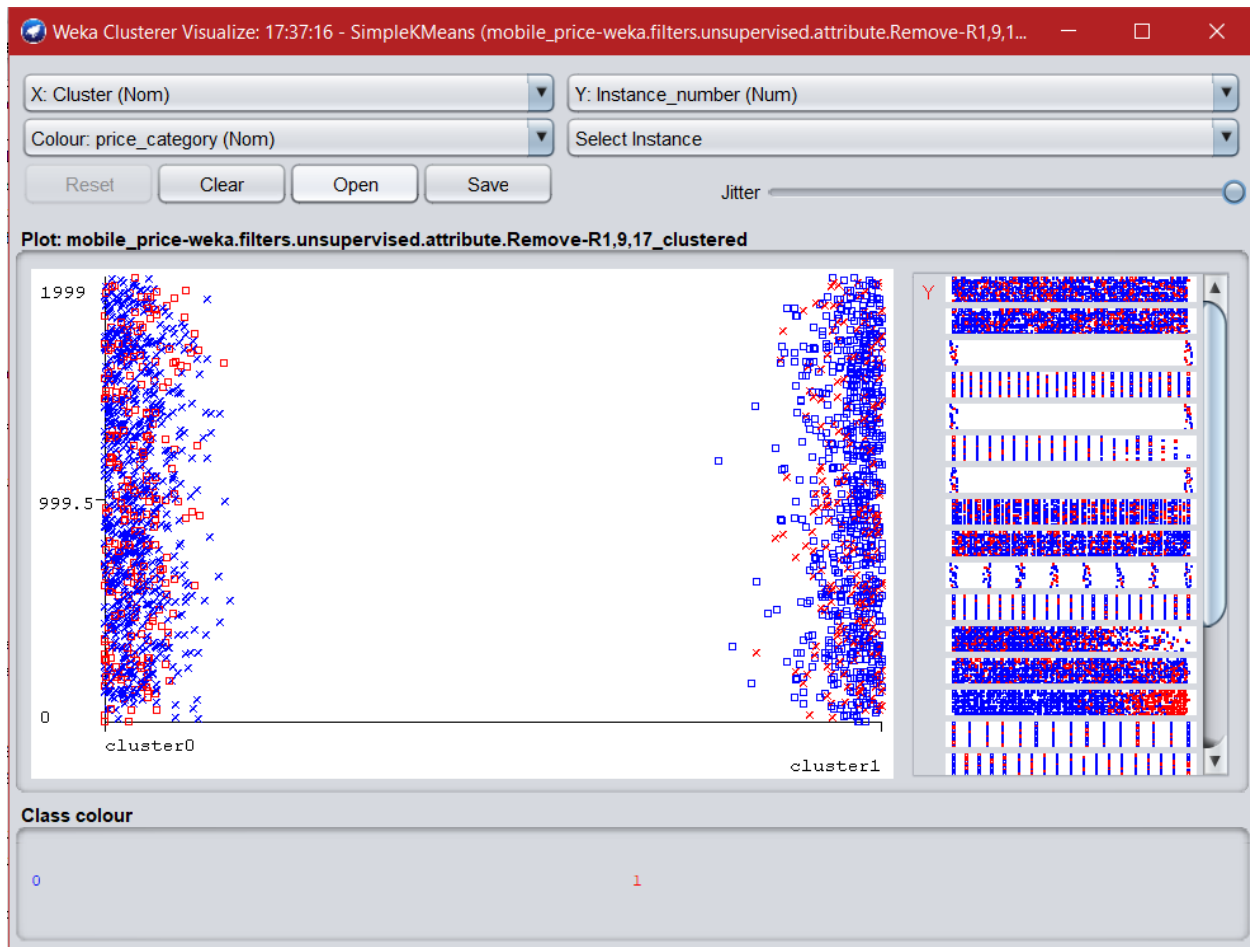 Weka Clusterer Visualize: 17:37:16 - SimpleKMeans (mobile_price-weka.filters.unsupervised.attribute.Remove-R1,9,1...
X: Cluster (Nom)
Y: Instance_number (Num)
Colour: price_category (Nom)
Select Instance
Reset
Clear
Open
Save
Jitter
Plot: mobile_price-weka.filters.unsupervised.attribute.Remove-R1,9,17_clustered
1999
999.5
0
cluster0
cluster1
Y
Class colour
0
1